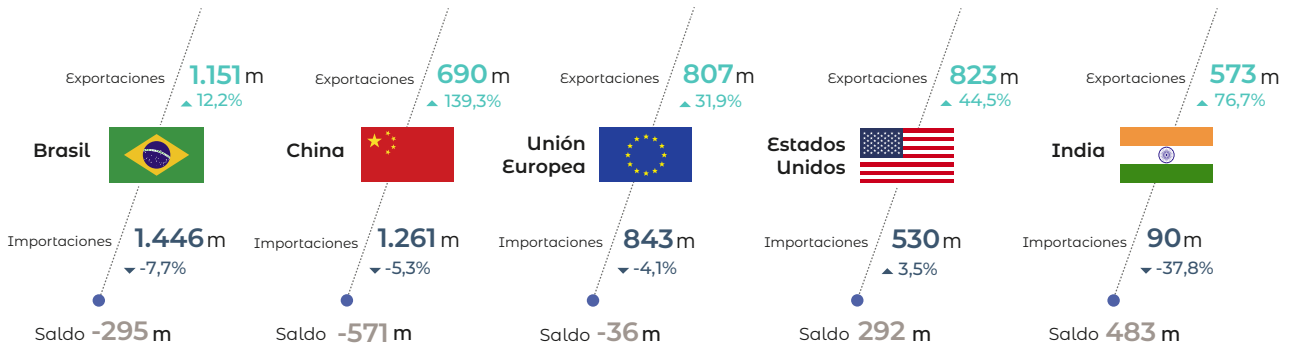 Exportaciones 1.151 m
12,2%
Brasil
Importaciones 1.446 m
-7,7%
Saldo -295 m
Exportaciones 690 m
139,3%
China
Importaciones 1.261 m
-5,3%
Saldo -571 m
Exportaciones 807 m
31,9%
Unión
Europea
Importaciones 843 m
-4,1%
Saldo -36 m
Exportaciones 823 m
44,5%
Estados
Unidos
Importaciones 530 m
3,5%
Saldo 292 m
Exportaciones 573 m
76,7%
India
Importaciones 90 m
-37,8%
Saldo 483 m